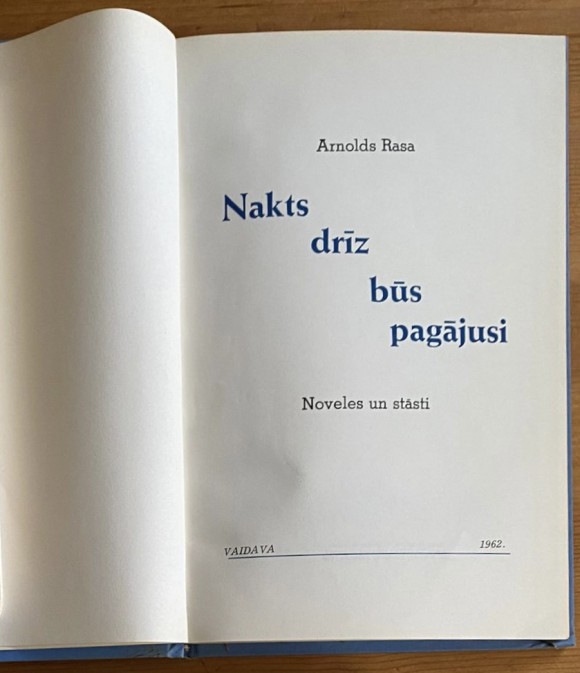 Arnolds Rasa
Nakts
drīz
būs
pagājusi
Noveles un stāsti
VAIDAVA 1962.